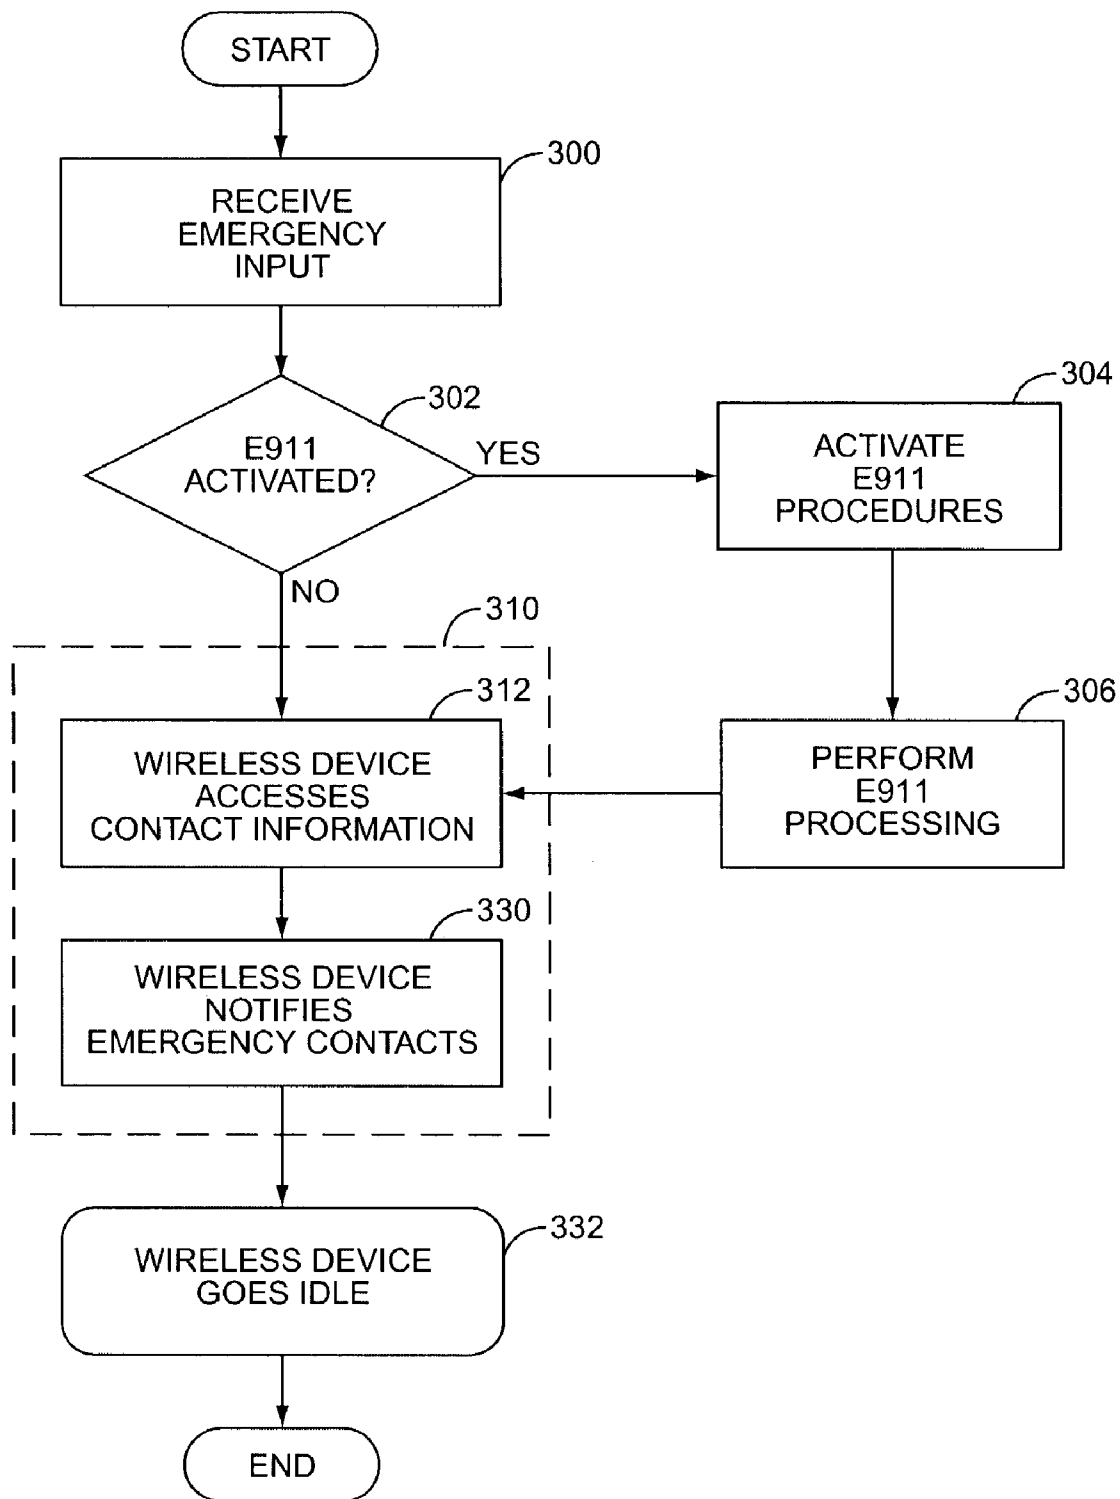 START
300
RECEIVE
EMERGENCY
INPUT
302
E911
ACTIVATED?
YES
304
ACTIVATE
E911
PROCEDURES
NO
310
312
WIRELESS DEVICE
ACCESSES
CONTACT INFORMATION
306
PERFORM
E911
PROCESSING
330
WIRELESS DEVICE
NOTIFIES
EMERGENCY CONTACTS
332
WIRELESS DEVICE
GOES IDLE
END